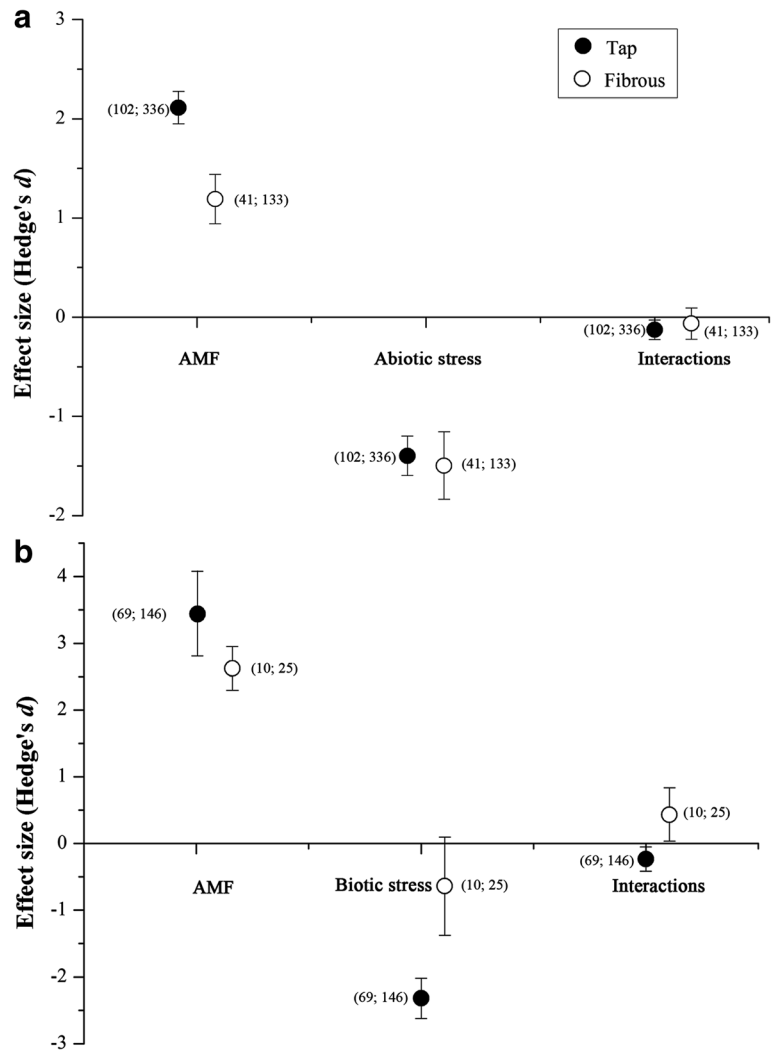 a
3
2
1
0
-1
-2
Effect size (Hedge's d)
Tap
Fibrous
(102; 336)
(41; 133)
(102; 336)
(41; 133)
AMF
Abiotic stress
Interactions
(102; 336)
(41; 133)
b
4
3
2
1
0
-1
-2
-3
Effect size (Hedge's d)
(69; 146)
(10; 25)
(10; 25)
(69; 146)
AMF
Biotic stress
(10; 25)
Interactions
(69; 146)